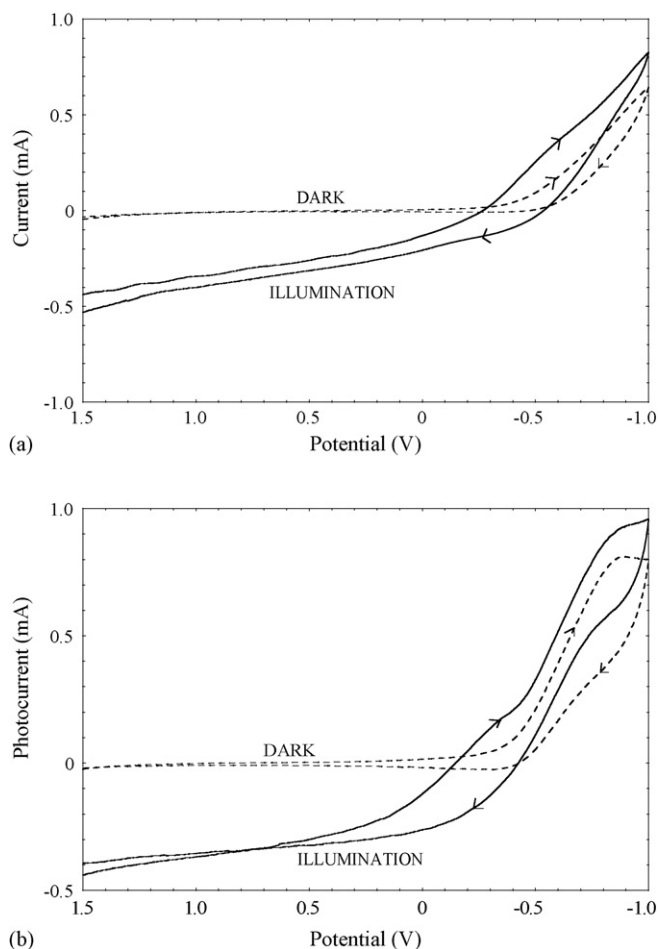 1.0
0.5
0
-0.5
-1.0
Current (mA)
DARK
ILLUMINATION
1.5 1.0 0.5 0 -0.5 -1.0
(a) Potential (V)
1.0
0.5
0
-0.5
Photocurrent (mA)
DARK
ILLUMINATION
1.5 1.0 0.5 0 -0.5 -1.0
(b) Potential (V)